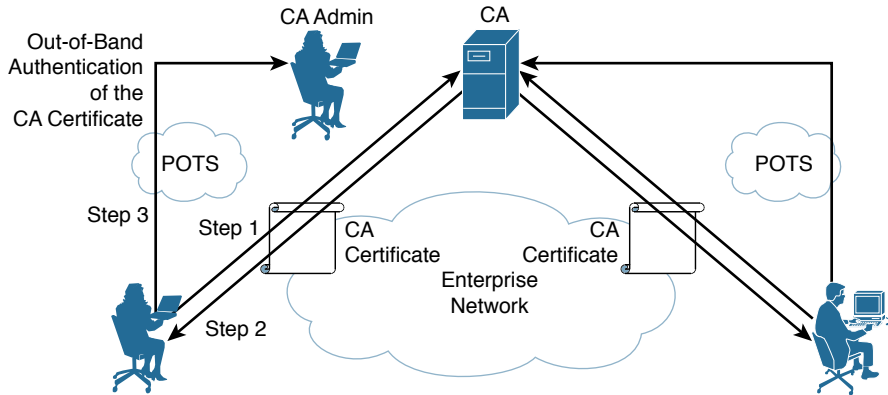 CA Admin
CA
Out-of-Band
Authentication
of the
CA Certificate
POTS
POTS
Step 3
Step 1
CA
Certificate
CA
Certificate
Enterprise
Network
Step 2